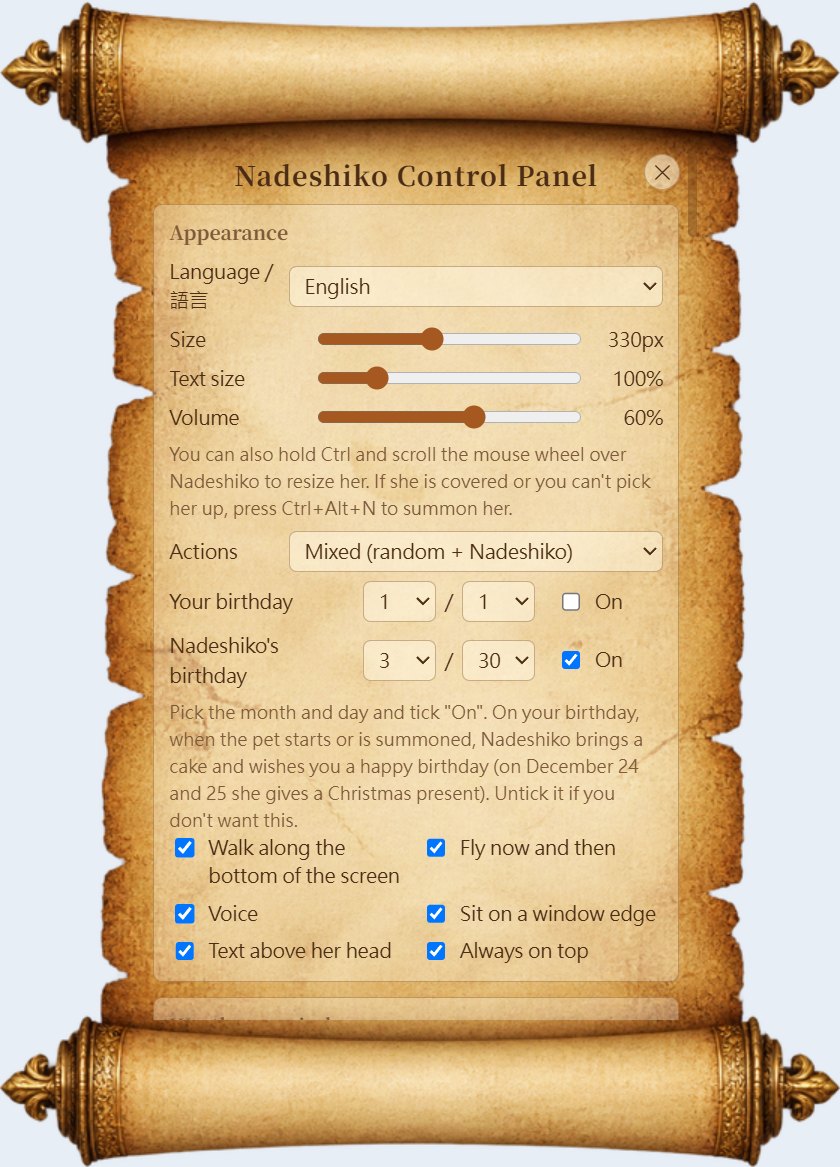 Nadeshiko Control Panel
Appearance
Language /
語言
English
Size
330px
Text size
100%
Volume
60%
You can also hold Ctrl and scroll the mouse wheel over
Nadeshiko to resize her. If she is covered or you can't pick
her up, press Ctrl+Alt+N to summon her.
Actions
Mixed (random + Nadeshiko)
Your birthday
1 / 1
On
Nadeshiko's
birthday
3 / 30
On
Pick the month and day and tick "On". On your birthday,
when the pet starts or is summoned, Nadeshiko brings a
cake and wishes you a happy birthday (on December 24
and 25 she gives a Christmas present). Untick it if you
don't want this.
Walk along the
bottom of the screen
Fly now and then
Voice
Sit on a window edge
Text above her head
Always on top